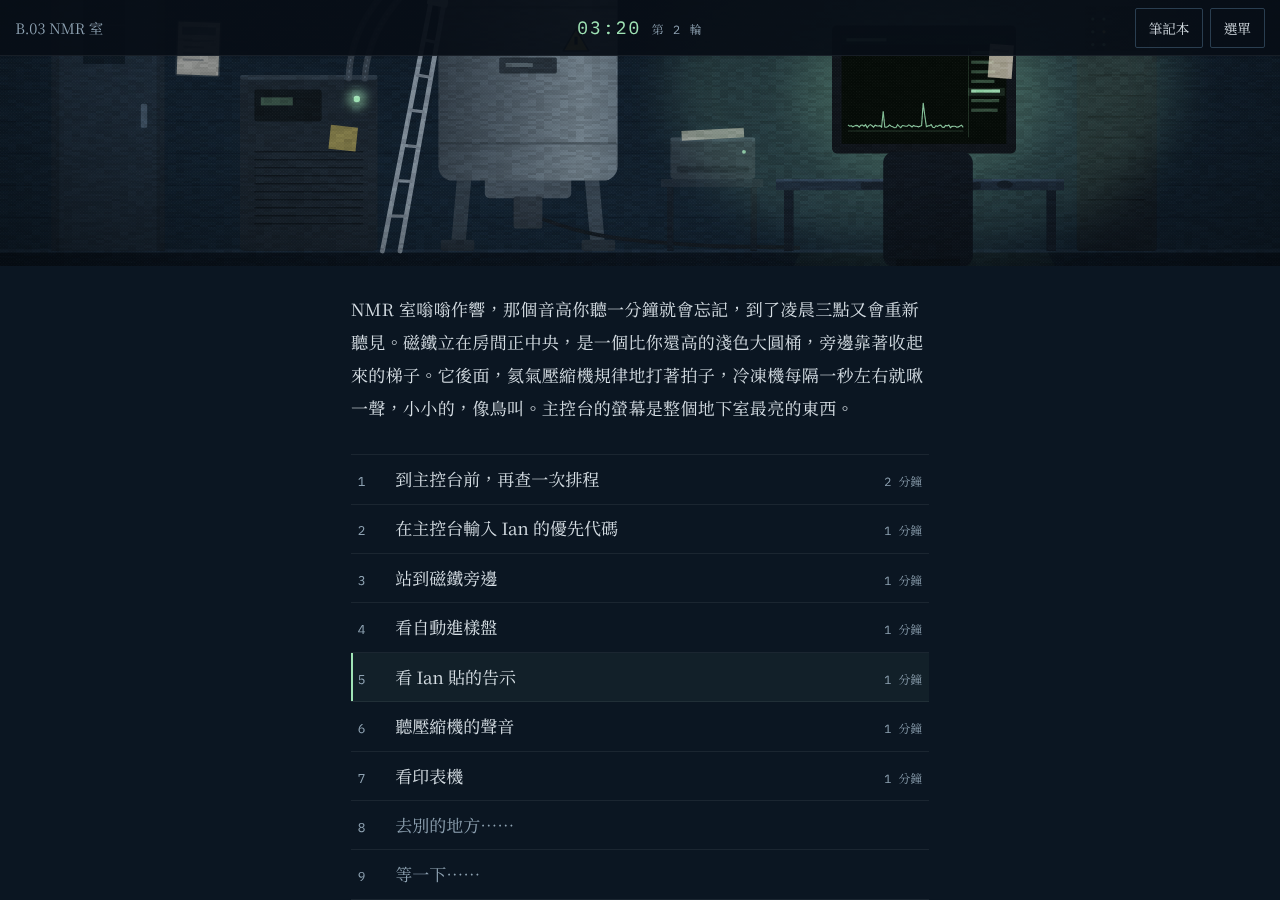 B.03 NMR 室
03:20 第 2 輪
筆記本
選單
NMR 室嗡嗡作響，那個音高你聽一分鐘就會忘記，到了凌晨三點又會重新
聽見。磁鐵立在房間正中央，是一個比你還高的淺色大圓桶，旁邊靠著收起
來的梯子。它後面，氦氣壓縮機規律地打著拍子，冷凍機每隔一秒左右就啾
一聲，小小的，像鳥叫。主控台的螢幕是整個地下室最亮的東西。
1 到主控台前，再查一次排程 2 分鐘
2 在主控台輸入 Ian 的優先代碼 1 分鐘
3 站到磁鐵旁邊 1 分鐘
4 看自動進樣盤 1 分鐘
5 看 Ian 貼的告示 1 分鐘
6 聽壓縮機的聲音 1 分鐘
7 看印表機 1 分鐘
8 去別的地方⋯⋯
9 等一下⋯⋯